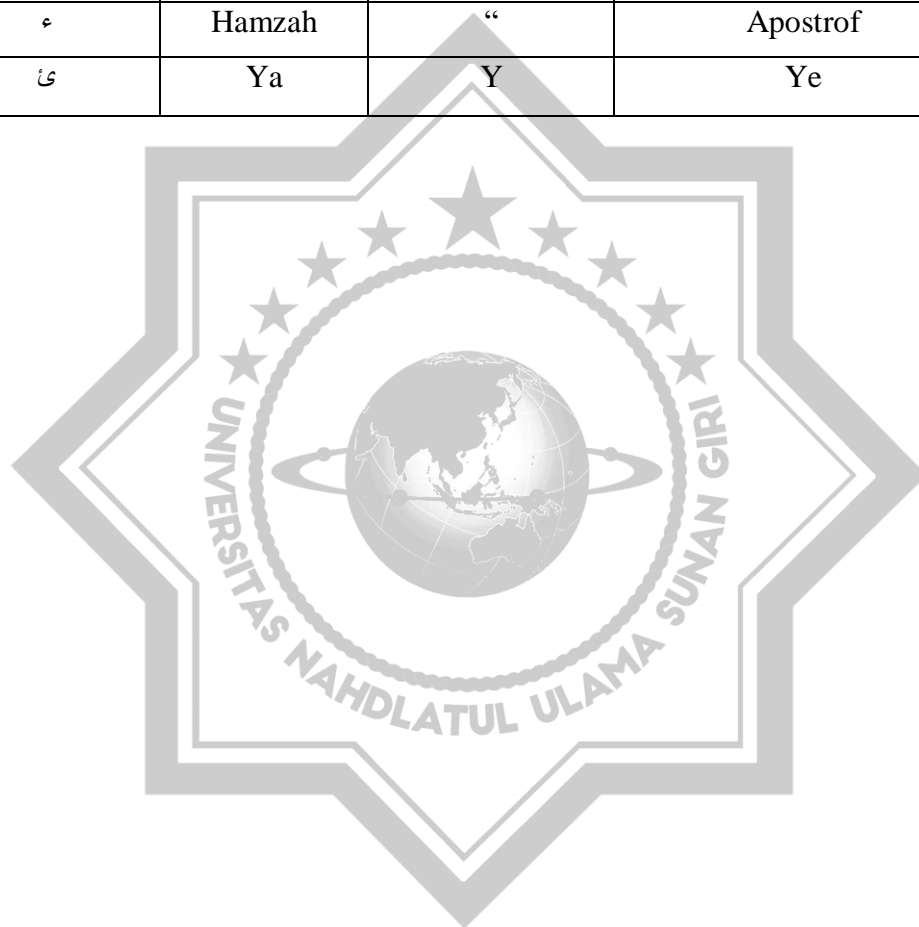 ء Hamzah “ Apostrof
ئ Ya Y Ye
UNIVERSITAS NAHDLATUL ULAMA SUNAN GIRI